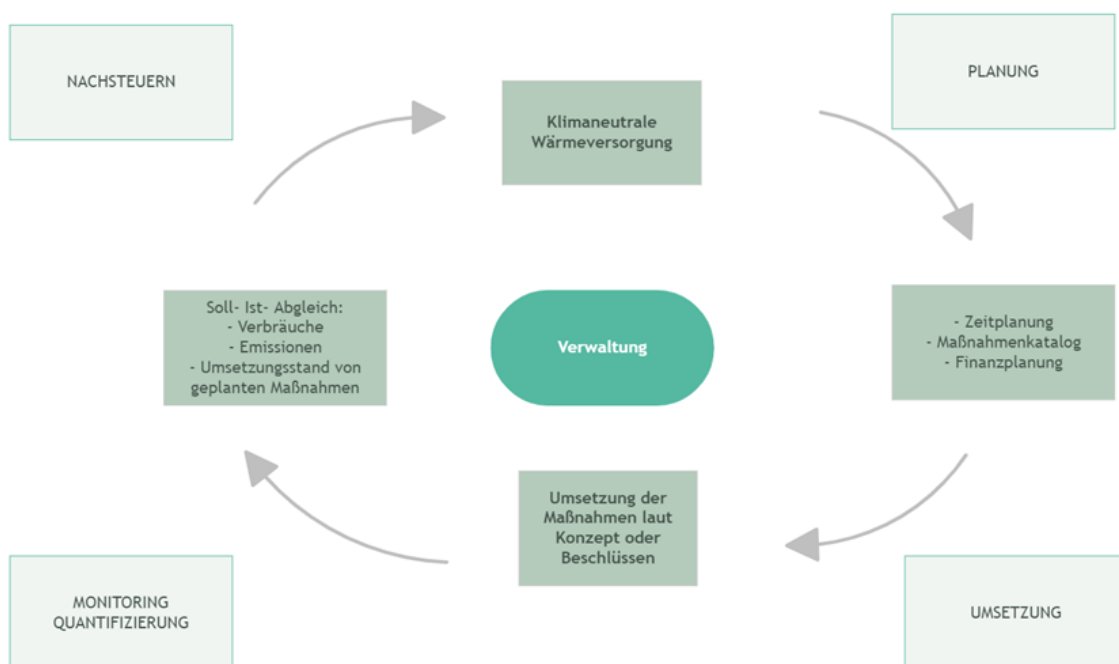 NACHSTEUERN
PLANUNG
Klimaneutrale
Wärmeversorgung
Soll- Ist- Abgleich:
- Verbräuche
- Emissionen
- Umsetzungsstand von
geplanten Maßnahmen
Verwaltung
- Zeitplanung
- Maßnahmenkatalog
- Finanzplanung
Umsetzung der
Maßnahmen laut
Konzept oder
Beschlüssen
MONITORING
QUANTIFIZIERUNG
UMSETZUNG